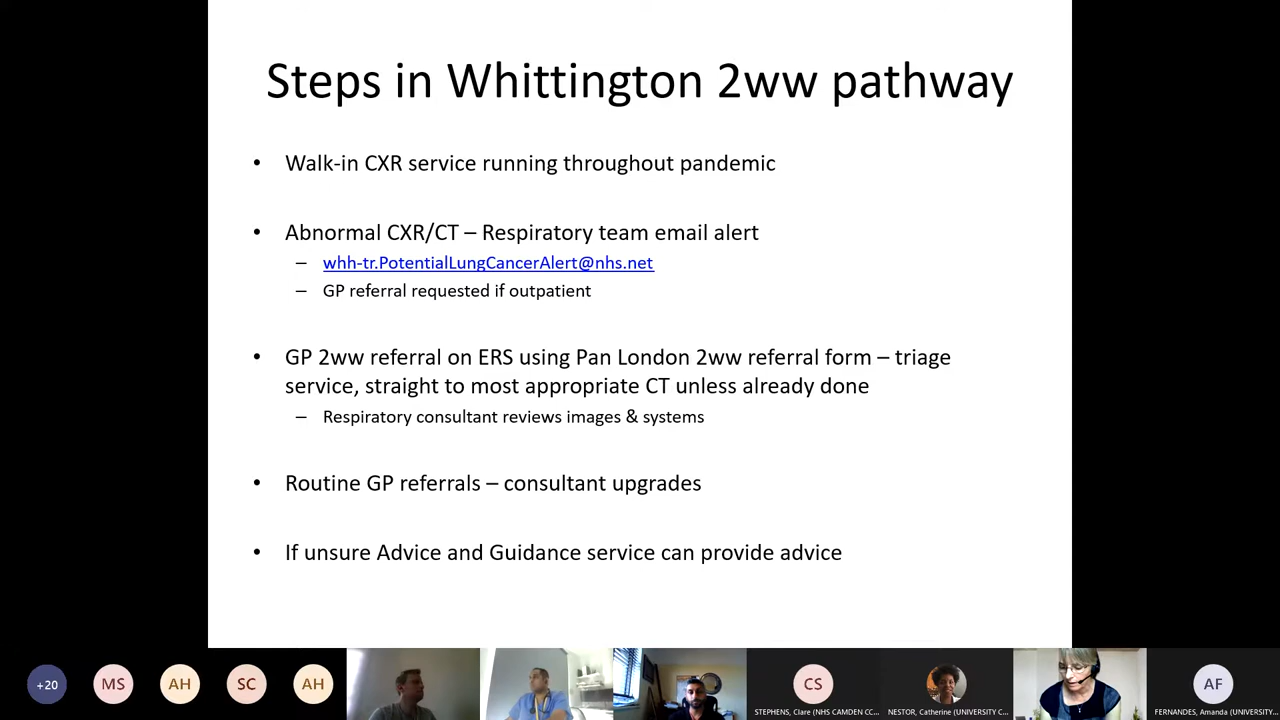 Steps in Whittington 2ww pathway
• Walk-in CXR service running throughout pandemic
• Abnormal CXR/CT – Respiratory team email alert
– whh-tr.PotentialLungCancerAlert@nhs.net
– GP referral requested if outpatient
• GP 2ww referral on ERS using Pan London 2ww referral form – triage
service, straight to most appropriate CT unless already done
– Respiratory consultant reviews images & systems
• Routine GP referrals – consultant upgrades
• If unsure Advice and Guidance service can provide advice
+20
MS
AH
SC
AH
CS
AF
STEPHENS, Clare (NHS CAMDEN CC...
NESTOR, Catherine (UNIVERSITY C...
FERNANDES, Amanda (UNIVERSITY...